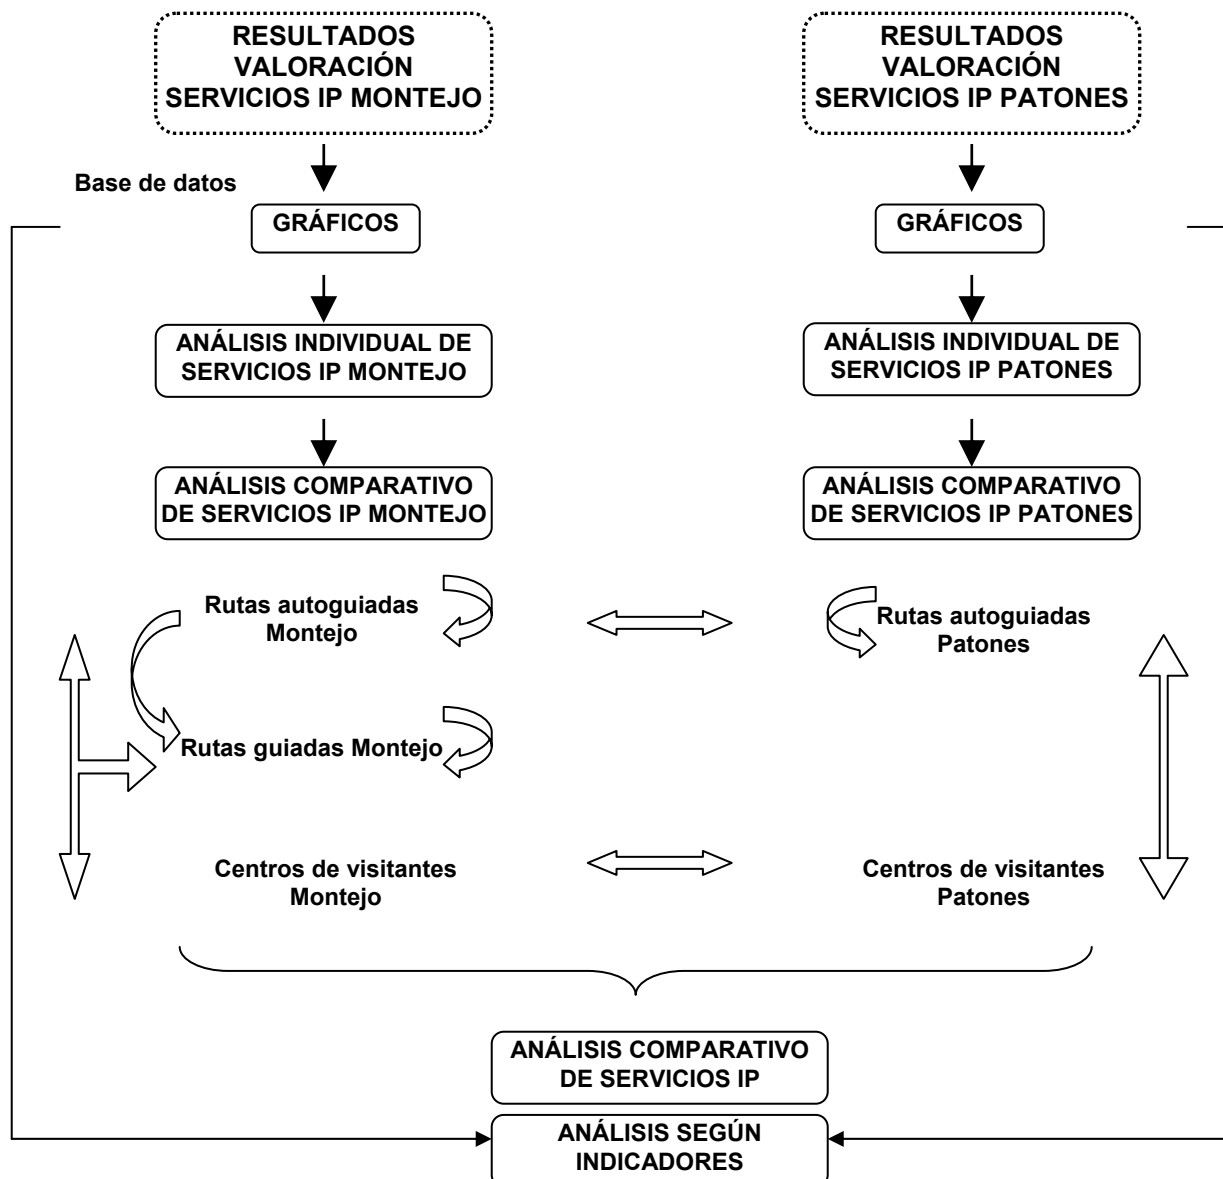 RESULTADOS
VALORACIÓN
SERVICIOS IP MONTEJO
RESULTADOS
VALORACIÓN
SERVICIOS IP PATONES
Base de datos
GRÁFICOS
GRÁFICOS
ANÁLISIS INDIVIDUAL DE
SERVICIOS IP MONTEJO
ANÁLISIS INDIVIDUAL DE
SERVICIOS IP PATONES
ANÁLISIS COMPARATIVO
DE SERVICIOS IP MONTEJO
ANÁLISIS COMPARATIVO
DE SERVICIOS IP PATONES
Rutas autoguiadas
Montejo
Rutas autoguiadas
Patones
Rutas guiadas Montejo
Centros de visitantes
Montejo
Centros de visitantes
Patones
ANÁLISIS COMPARATIVO
DE SERVICIOS IP
ANÁLISIS SEGÚN
INDICADORES